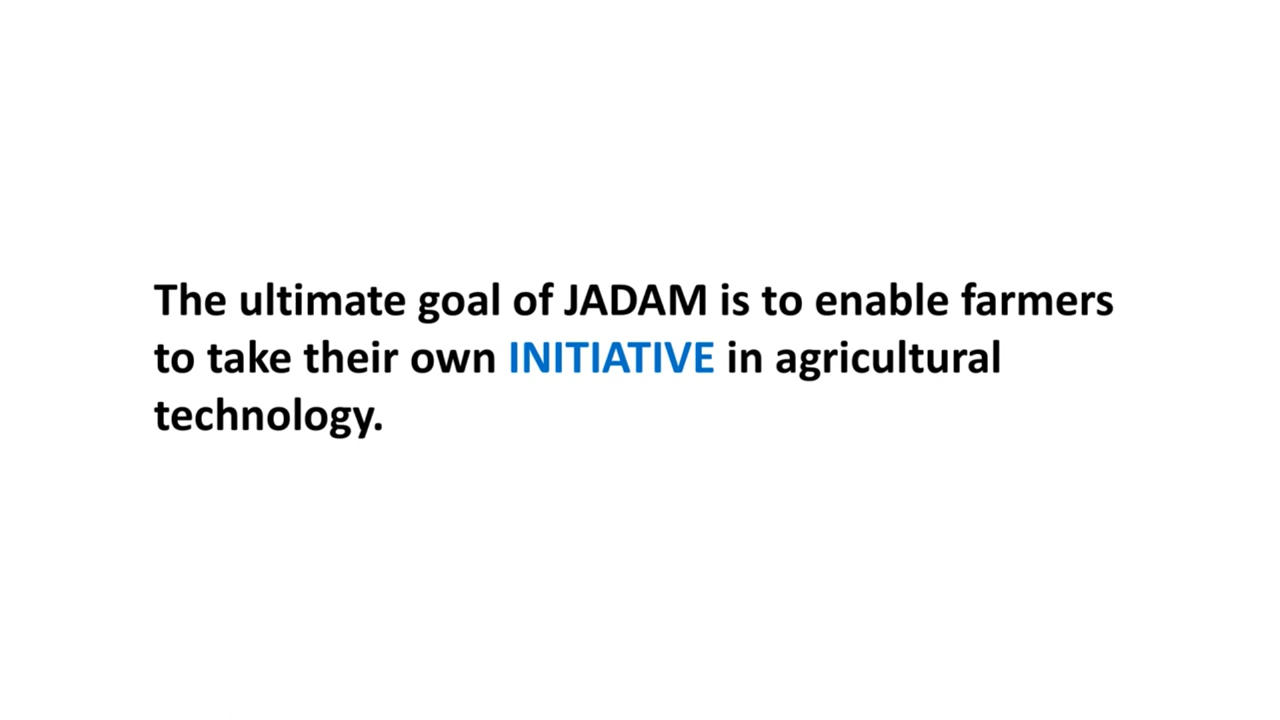 The ultimate goal of JADAM is to enable farmers
to take their own INITIATIVE in agricultural
technology.